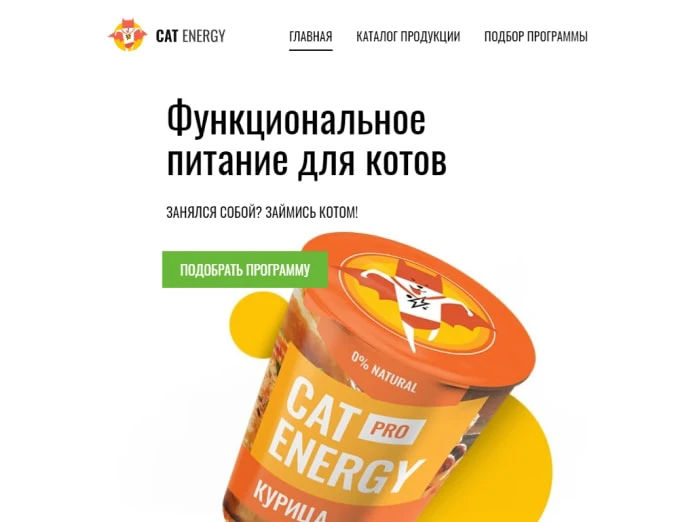 CAT ENERGY
ГЛАВНАЯ
КАТАЛОГ ПРОДУКЦИИ
ПОДБОР ПРОГРАММЫ
Функциональное
питание для котов
ЗАНЯЛСЯ СОБОЙ? ЗАЙМИСЬ КОТОМ!
ПОДОБРАТЬ ПРОГРАММУ
0% NATURAL
CAT PRO
ENERGY
КУРИЦА